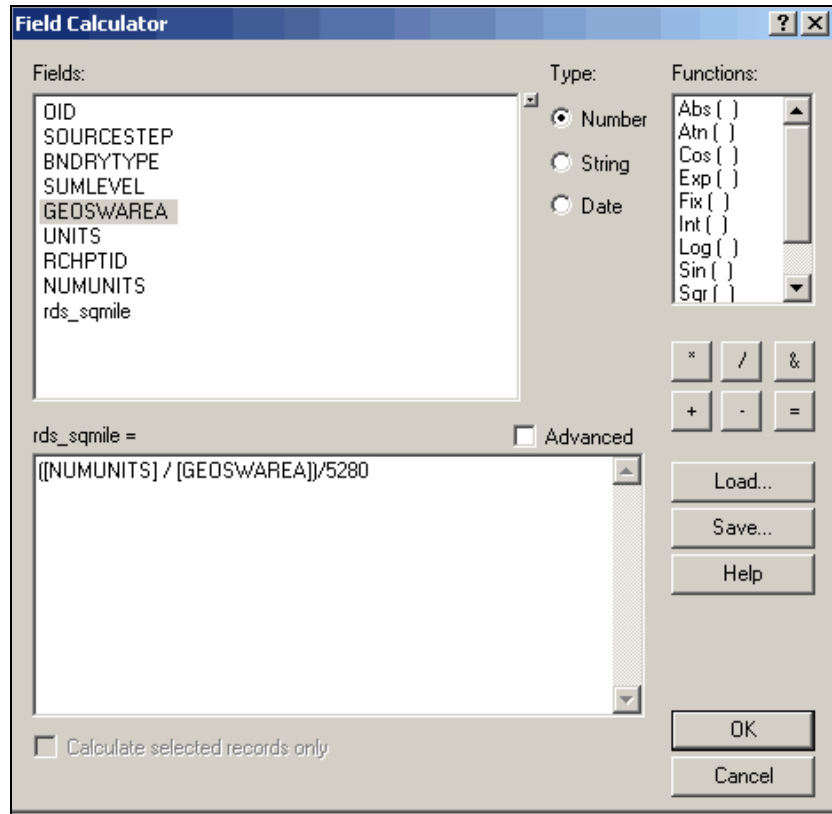 Field Calculator
Fields:
OID
SOURCESTEP
BNDRYTYPE
SUMLEVEL
GEOSWAREA
UNITS
RCHPTID
NUMUNITS
rds_sqmile
Type:
Number
String
Date
Functions:
Abs ( )
Atn ( )
Cos ( )
Exp ( )
Fix ( )
Int ( )
Log ( )
Sin ( )
Sqr ( )
* / &
+ - =
rds_sqmile =
Advanced
([NUMUNITS] / [GEOSWAREA])/5280
Load...
Save...
Help
Calculate selected records only
OK
Cancel